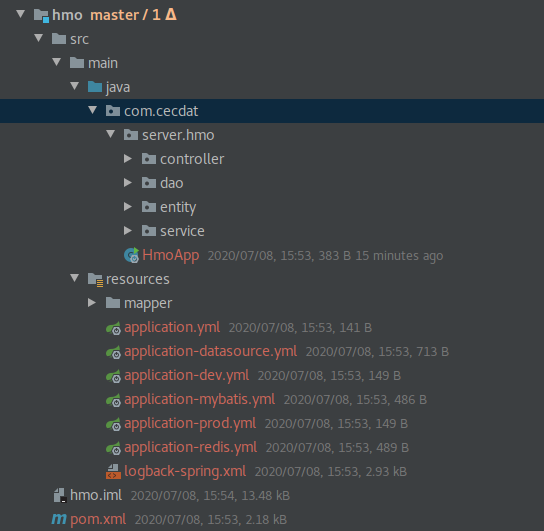 hmo master / 1 Δ
src
main
java
com.cecdat
server.hmo
controller
dao
entity
service
HmoApp 2020/07/08, 15:53, 383 B 15 minutes ago
resources
mapper
application.yml 2020/07/08, 15:53, 141 B
application-datasource.yml 2020/07/08, 15:53, 713 B
application-dev.yml 2020/07/08, 15:53, 149 B
application-mybatis.yml 2020/07/08, 15:53, 486 B
application-prod.yml 2020/07/08, 15:53, 149 B
application-redis.yml 2020/07/08, 15:53, 489 B
logback-spring.xml 2020/07/08, 15:53, 2.93 kB
hmo.iml 2020/07/08, 15:54, 13.48 kB
pom.xml 2020/07/08, 15:53, 2.18 kB